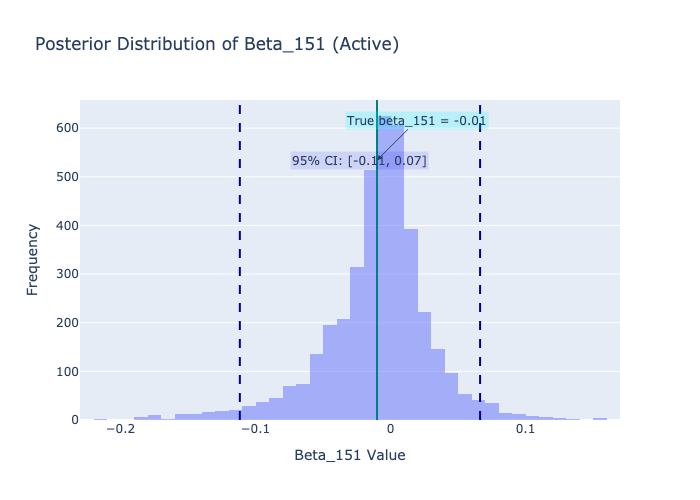 Posterior Distribution of Beta_151 (Active)
600
True beta_151 = -0.01
95% CI: [-0.11, 0.07]
500
400
300
200
100
0
Frequency
−0.2
−0.1
0
0.1
Beta_151 Value